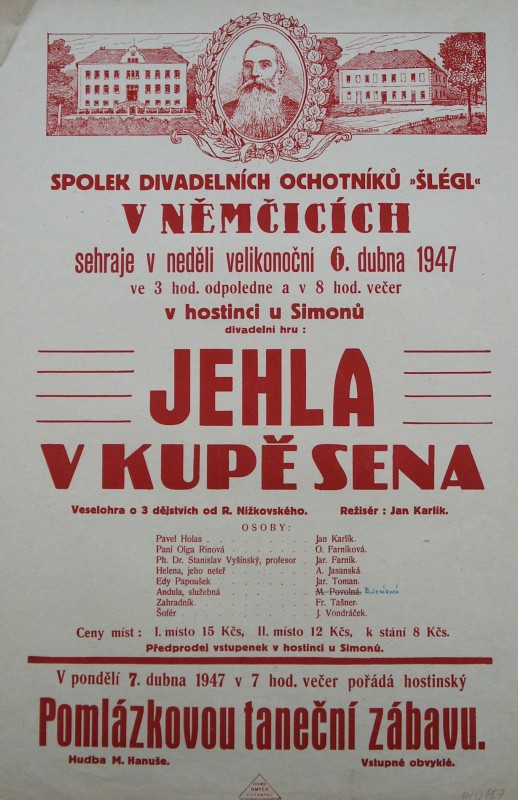 SPOLEK DIVADELNÍCH OCHOTNÍKŮ »ŠLÉGL«
V NĚMČICÍCH
sehraje v neděli velikonoční 6. dubna 1947
ve 3 hod. odpoledne a v 8 hod. večer
v hostinci u Simonů
divadelní hru :
JEHLA
V KUPĚ SENA
Veselohra o 3 dějstvích od R. Nižkovského. Režisér : Jan Karlík.
OSOBY:
Pavel Holas . . . . . Jan Karlík.
Paní Olga Rínová . . . . . O. Farníková.
Ph. Dr. Stanislav Vyšínský, profesor . . Jar. Farník.
Helena, jeho neteř . . . . . A. Jasanská.
Edy Papoušek . . . . . Jar. Toman.
Andula, služebná . . . . . M. Povolná.
Zahradník . . . . . Fr. Tašner.
Šofér . . . . . J. Vondráček.
Ceny míst : I. místo 15 Kčs, II. místo 12 Kčs, k stání 8 Kčs.
Předprodej vstupenek v hostinci u Simonů.
V pondělí 7. dubna 1947 v 7 hod. večer pořádá hostinský
Pomlázkovou taneční zábavu.
Hudba M. Hanuše. Vstupné obvyklé.